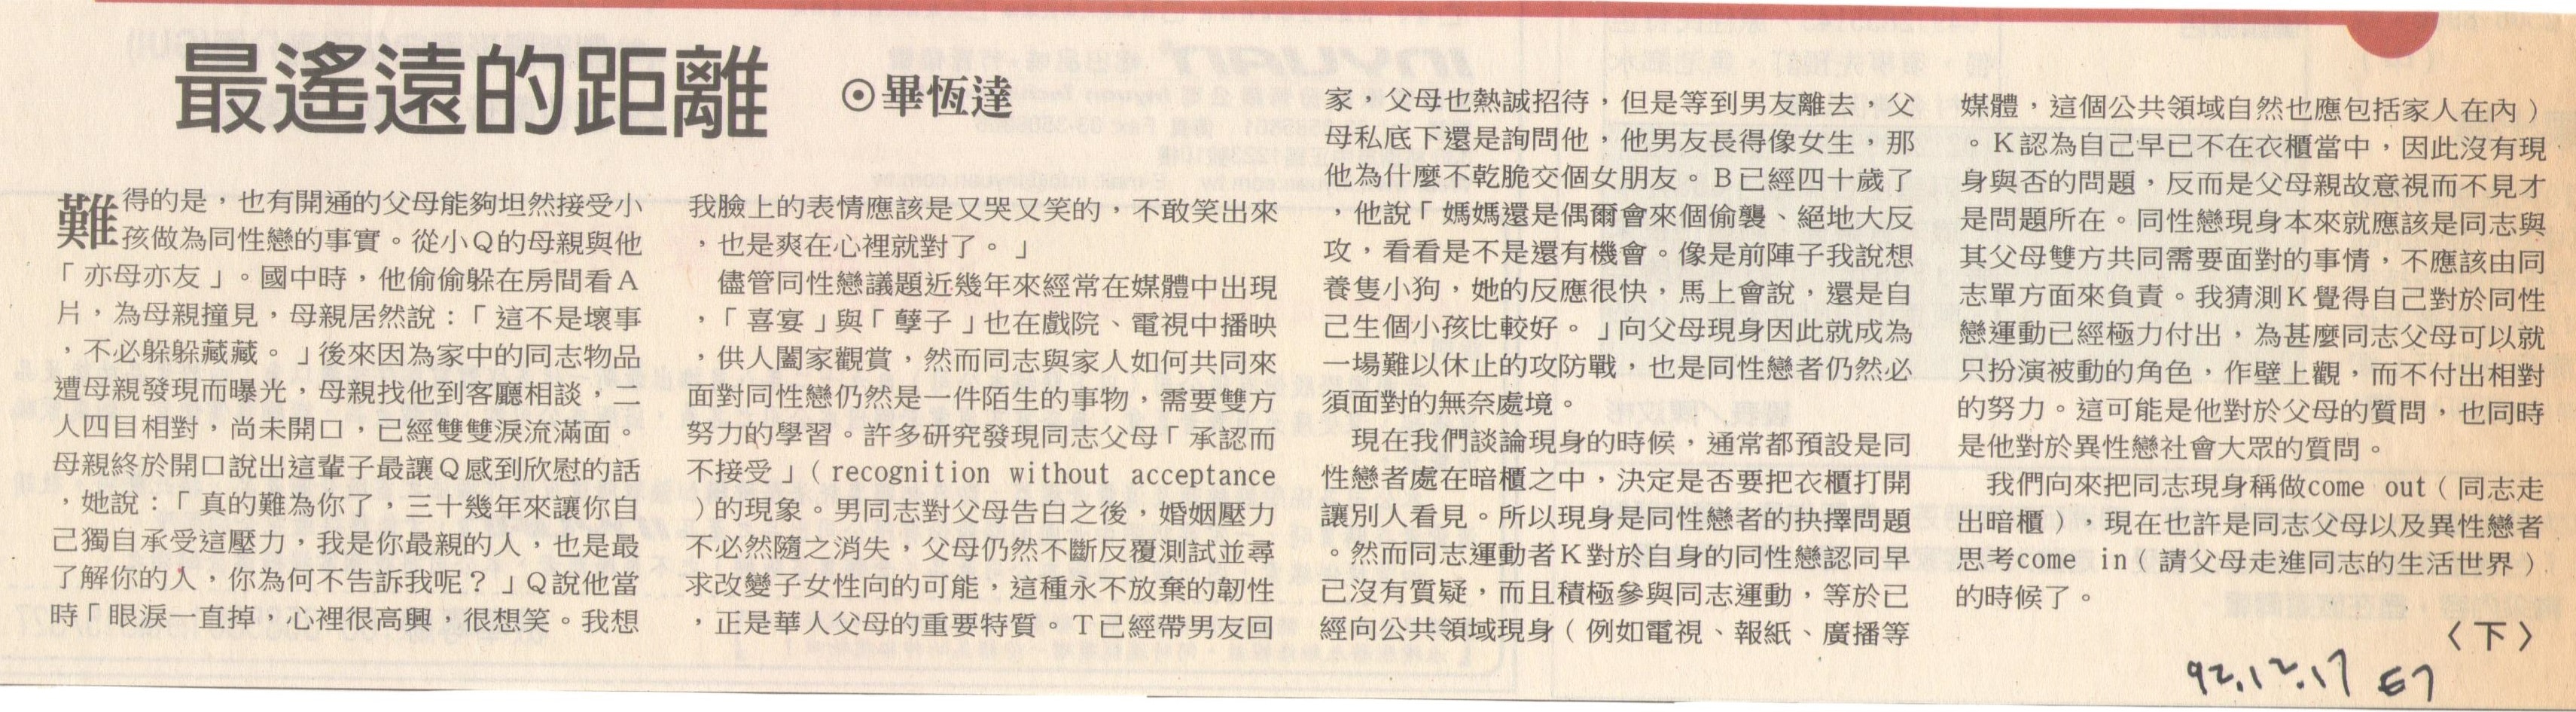 最遙遠的距離
⊙畢恆達
難得的是，也有開通的父母能夠坦然接受小
孩做為同性戀的事實。從小Q的母親與他
「亦母亦友」。國中時，他偷偷躲在房間看A
片，為母親撞見，母親居然說：「這不是壞事
，不必躲躲藏藏。」後來因為家中的同志物品
遭母親發現而曝光，母親找他到客廳相談，二
人四目相對，尚未開口，已經雙雙淚流滿面。
母親終於開口說出這輩子最讓Q感到欣慰的話
，她說：「真的難為你了，三十幾年來讓你自
己獨自承受這壓力，我是你最親的人，也是最
了解你的人，你為何不告訴我呢？」Q說他當
時「眼淚一直掉，心裡很高興，很想笑。我想
我臉上的表情應該是又哭又笑的，不敢笑出來
，也是爽在心裡就對了。」
儘管同性戀議題近幾年來經常在媒體中出現
，「喜宴」與「孽子」也在戲院、電視中播映
，供人闔家觀賞，然而同志與家人如何共同來
面對同性戀仍然是一件陌生的事物，需要雙方
努力的學習。許多研究發現同志父母「承認而
不接受」（recognition without acceptance
）的現象。男同志對父母告白之後，婚姻壓力
不必然隨之消失，父母仍然不斷反覆測試並尋
求改變子女性向的可能，這種永不放棄的韌性
，正是華人父母的重要特質。T已經帶男友回
家，父母也熱誠招待，但是等到男友離去，父
母私底下還是詢問他，他男友長得像女生，那
他為什麼不乾脆交個女朋友。B已經四十歲了
，他說「媽媽還是偶爾會來個偷襲、絕地大反
攻，看看是不是還有機會。像是前陣子我說想
養隻小狗，她的反應很快，馬上會說，還是自
己生個小孩比較好。」向父母現身因此就成為
一場難以休止的攻防戰，也是同性戀者仍然必
須面對的無奈處境。
現在我們談論現身的時候，通常都預設是同
性戀者處在暗櫃之中，決定是否要把衣櫃打開
讓別人看見。所以現身是同性戀者的抉擇問題
。然而同志運動者K對於自身的同性戀認同早
己沒有質疑，而且積極參與同志運動，等於已
經向公共領域現身（例如電視、報紙、廣播等
媒體，這個公共領域自然也應包括家人在內）
。K認為自己早已不在衣櫃當中，因此沒有現
身與否的問題，反而是父母親故意視而不見才
是問題所在。同性戀現身本來就應該是同志與
其父母雙方共同需要面對的事情，不應該由同
志單方面來負責。我猜測K覺得自己對於同性
戀運動已經極力付出，為甚麼同志父母可以就
只扮演被動的角色，作壁上觀，而不付出相對
的努力。這可能是他對於父母的質問，也同時
是他對於異性戀社會大眾的質問。
我們向來把同志現身稱做come out（同志走
出暗櫃），現在也許是同志父母以及異性戀者
思考come in（請父母走進同志的生活世界）
的時候了。
〈下〉
92.12.17 E7